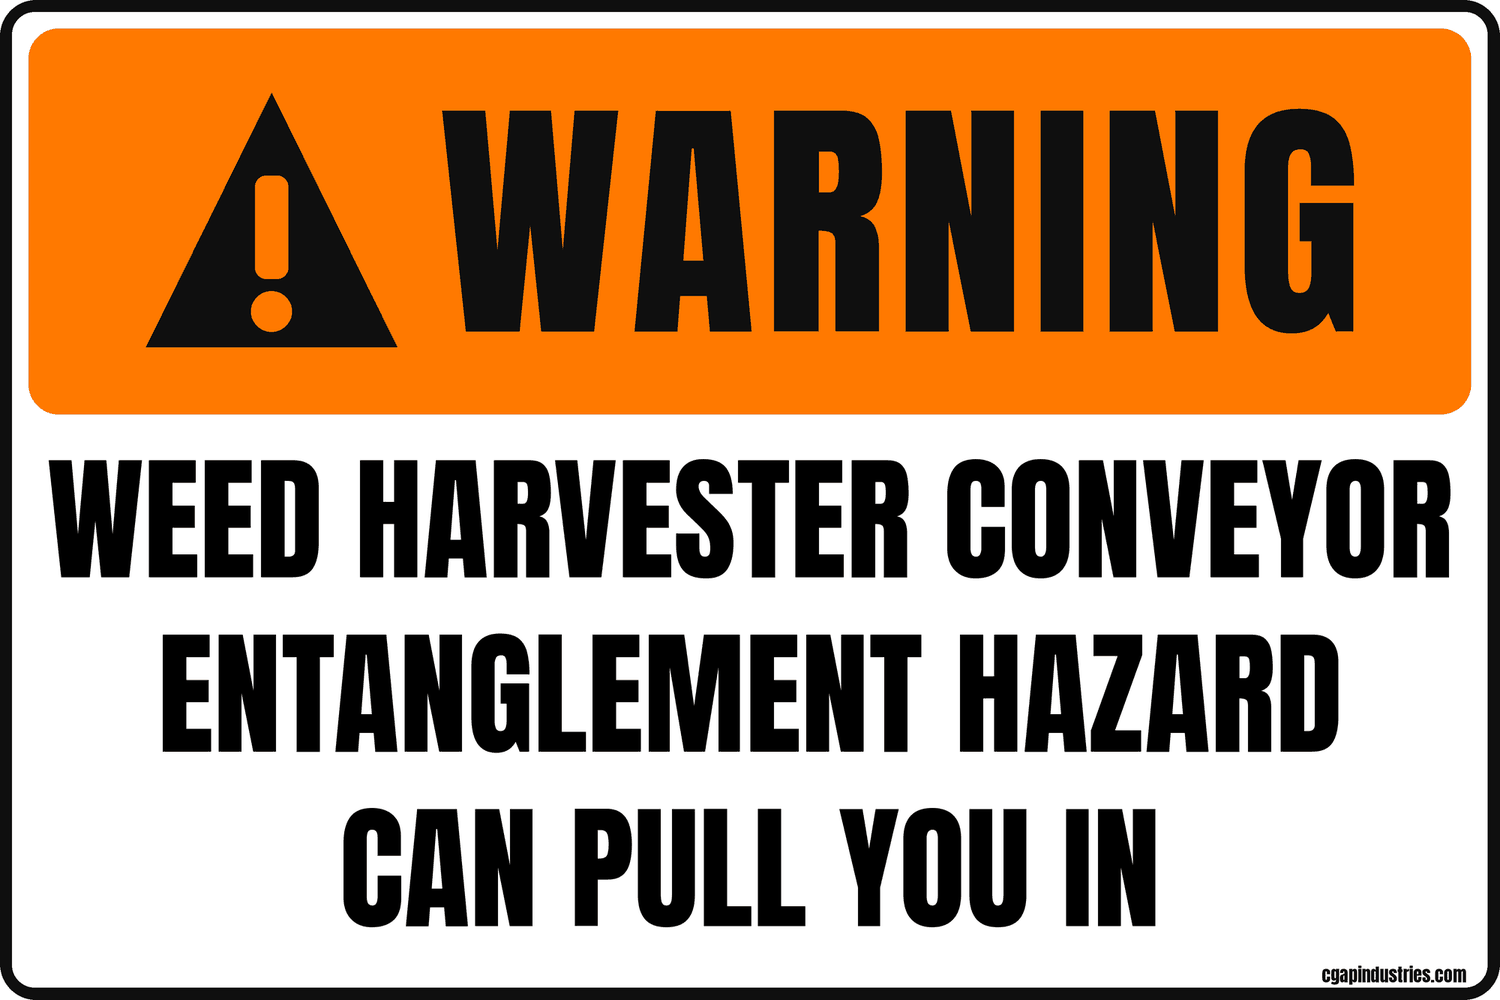 WARNING
WEED HARVESTER CONVEYOR
ENTANGLEMENT HAZARD
CAN PULL YOU IN
cgapindustries.com